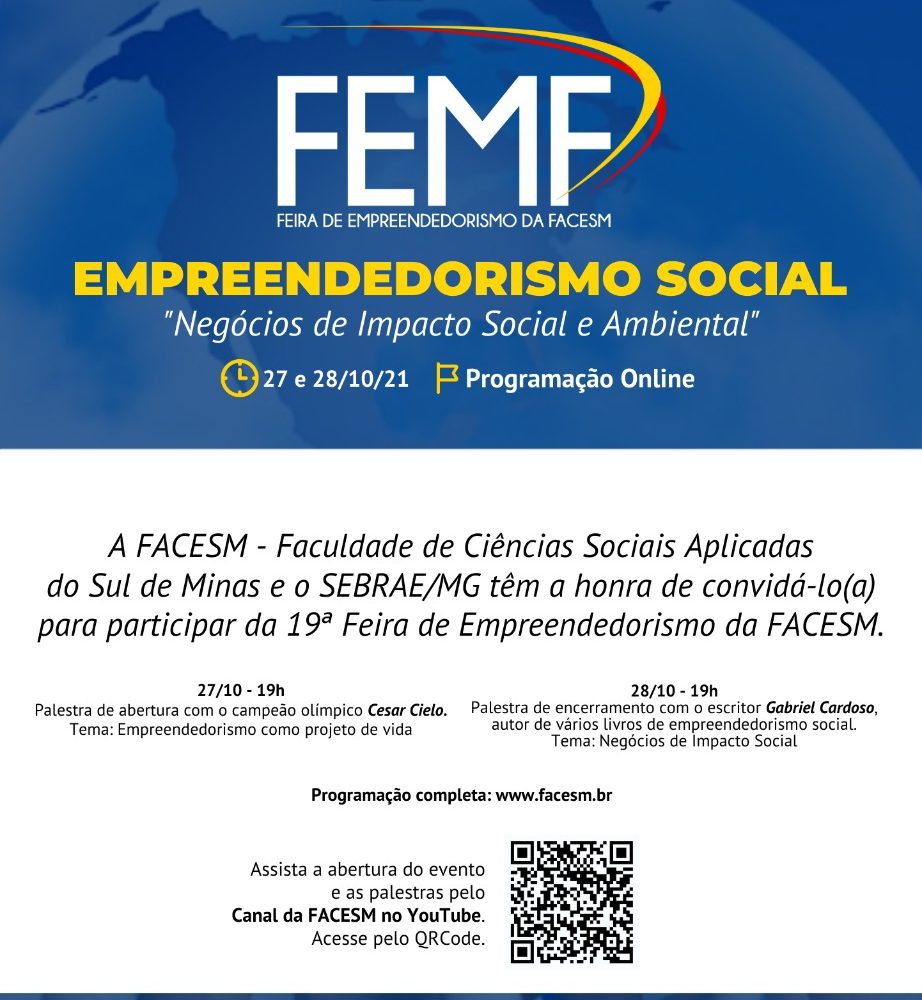 FEMF
FEIRA DE EMPREENDEDORISMO DA FACESM
EMPREENDEDORISMO SOCIAL
"Negócios de Impacto Social e Ambiental"
27 e 28/10/21 Programação Online
A FACESM - Faculdade de Ciências Sociais Aplicadas
do Sul de Minas e o SEBRAE/MG têm a honra de convidá-lo(a)
para participar da 19ª Feira de Empreendedorismo da FACESM.
27/10 - 19h
Palestra de abertura com o campeão olímpico Cesar Cielo.
Tema: Empreendedorismo como projeto de vida
28/10 - 19h
Palestra de encerramento com o escritor Gabriel Cardoso,
autor de vários livros de empreendedorismo social.
Tema: Negócios de Impacto Social
Programação completa: www.facesm.br
Assista a abertura do evento
e as palestras pelo
Canal da FACESM no YouTube.
Acesse pelo QRCode.